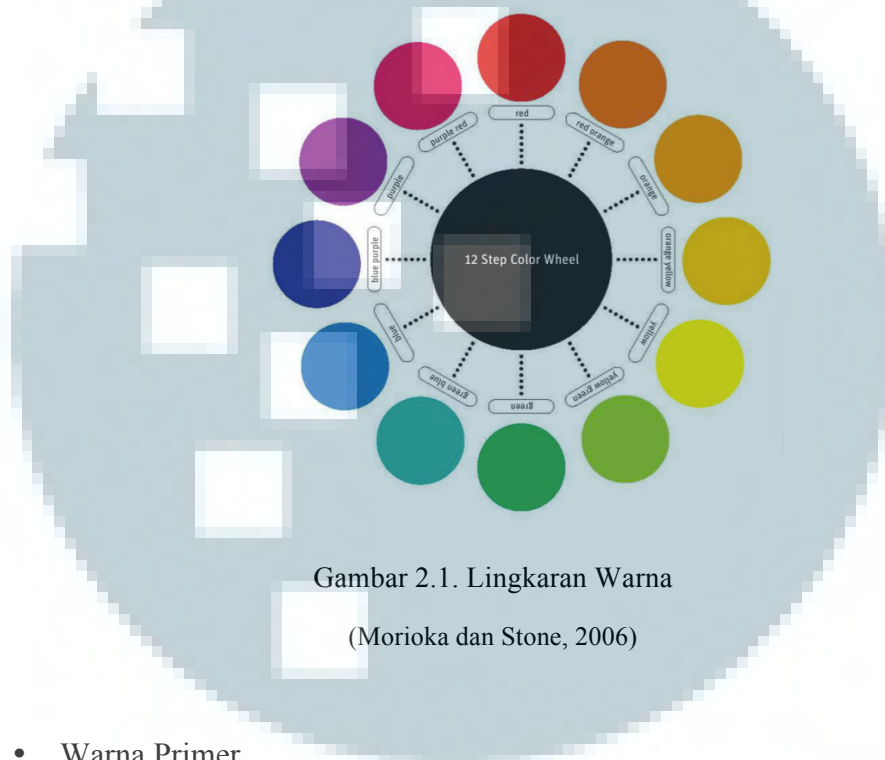 red
red orange
orange
orange yellow
yellow
yellow green
green
green blue
blue
blue purple
purple
purple red
12 Step Color Wheel
Gambar 2.1. Lingkaran Warna
(Morioka dan Stone, 2006)
• Warna Primer